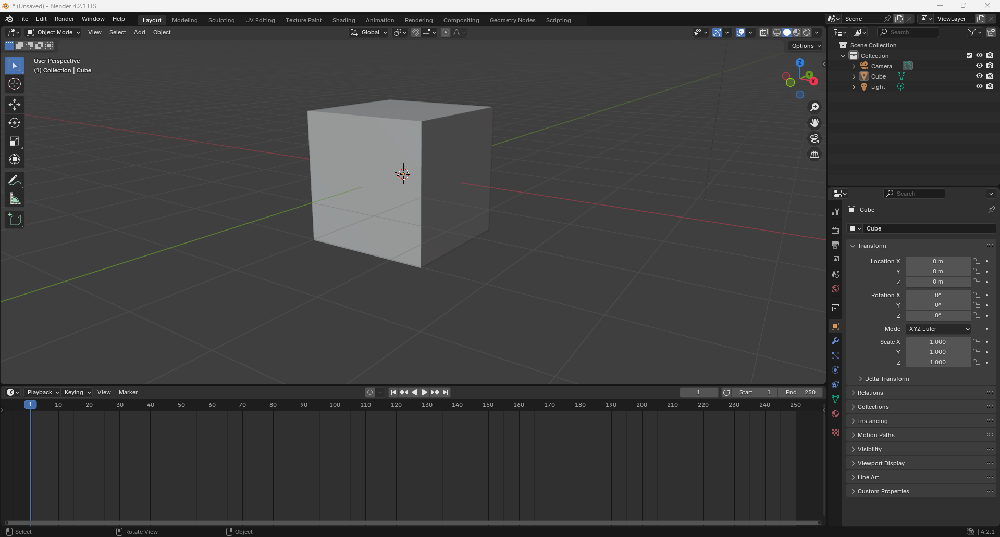 * (Unsaved) - Blender 4.2.1 LTS
File Edit Render Window Help
Layout Modeling Sculpting UV Editing Texture Paint Shading Animation Rendering Compositing Geometry Nodes Scripting +
Scene
ViewLayer
Object Mode View Select Add Object
Global
Search
Options
User Perspective
(1) Collection | Cube
Z
Y
X
Scene Collection
Collection
Camera
Cube
Light
Search
Cube
Cube
Transform
Location X 0 m
Y 0 m
Z 0 m
Rotation X 0°
Y 0°
Z 0°
Mode XYZ Euler
Scale X 1.000
Y 1.000
Z 1.000
Delta Transform
Relations
Collections
Instancing
Motion Paths
Visibility
Viewport Display
Line Art
Custom Properties
Playback Keying View Marker
1 Start 1 End 250
1 10 20 30 40 50 60 70 80 90 100 110 120 130 140 150 160 170 180 190 200 210 220 230 240 250
Select Rotate View Object
4.2.1